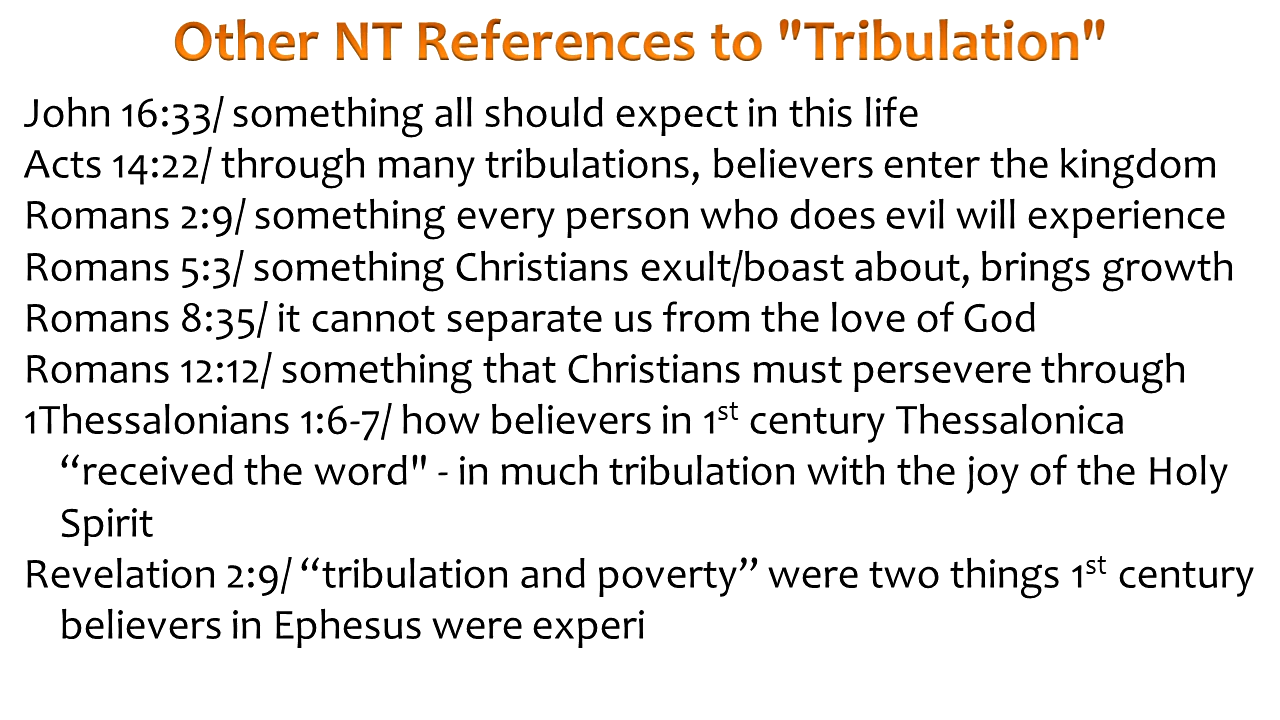 Other NT References to "Tribulation"
John 16:33/ something all should expect in this life
Acts 14:22/ through many tribulations, believers enter the kingdom
Romans 2:9/ something every person who does evil will experience
Romans 5:3/ something Christians exult/boast about, brings growth
Romans 8:35/ it cannot separate us from the love of God
Romans 12:12/ something that Christians must persevere through
1Thessalonians 1:6-7/ how believers in 1st century Thessalonica
“received the word" - in much tribulation with the joy of the Holy
Spirit
Revelation 2:9/ “tribulation and poverty” were two things 1st century
believers in Ephesus were experi